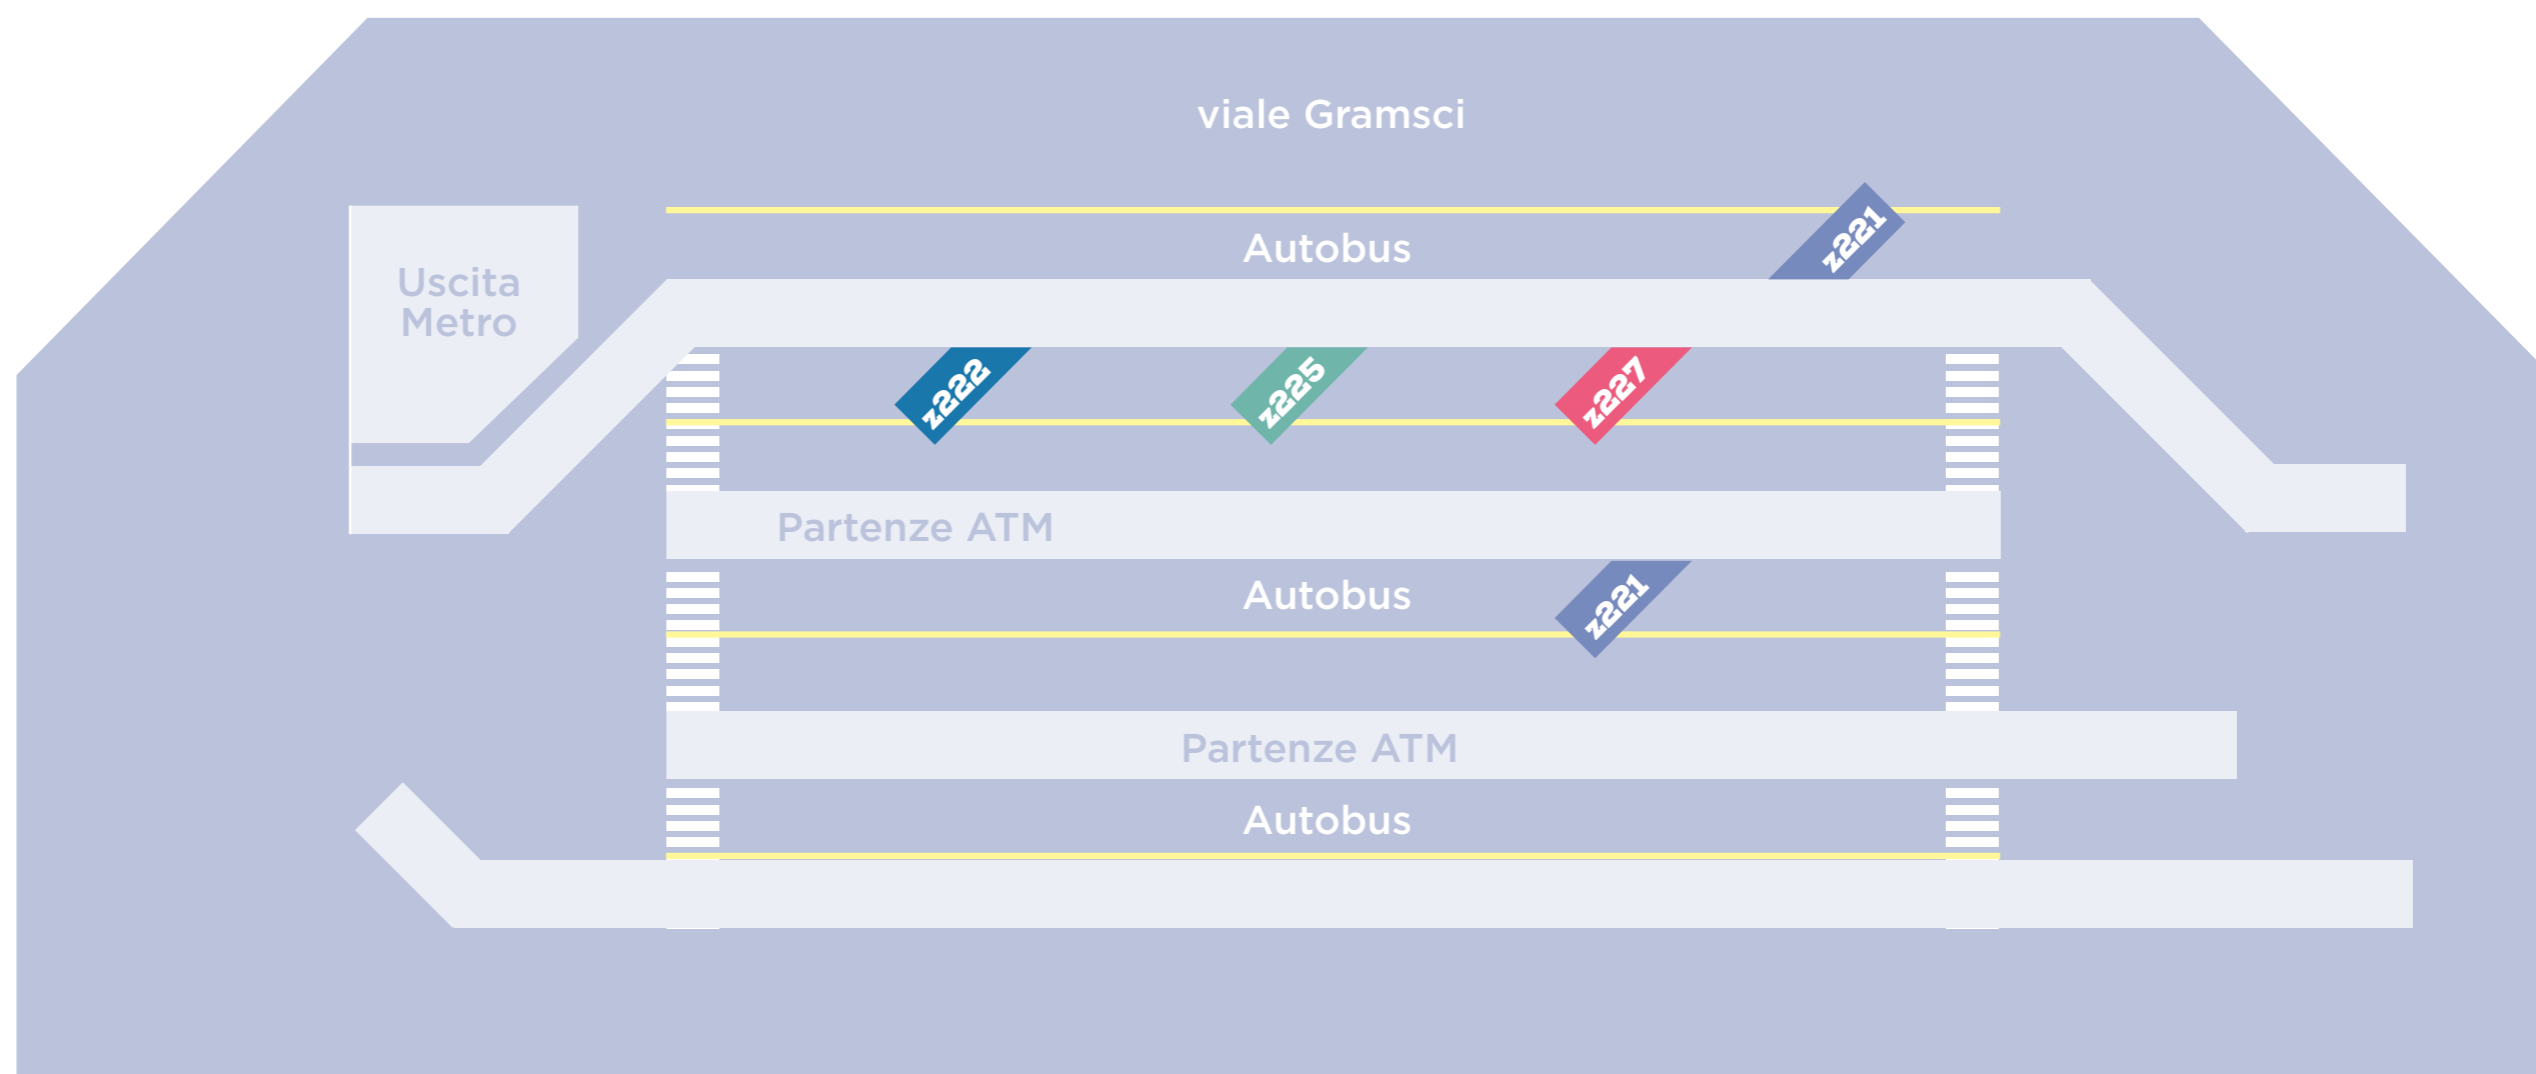 viale Gramsci
z221
Autobus
Uscita
Metro
z222
z225
z227
Partenze ATM
Autobus
z221
Partenze ATM
Autobus